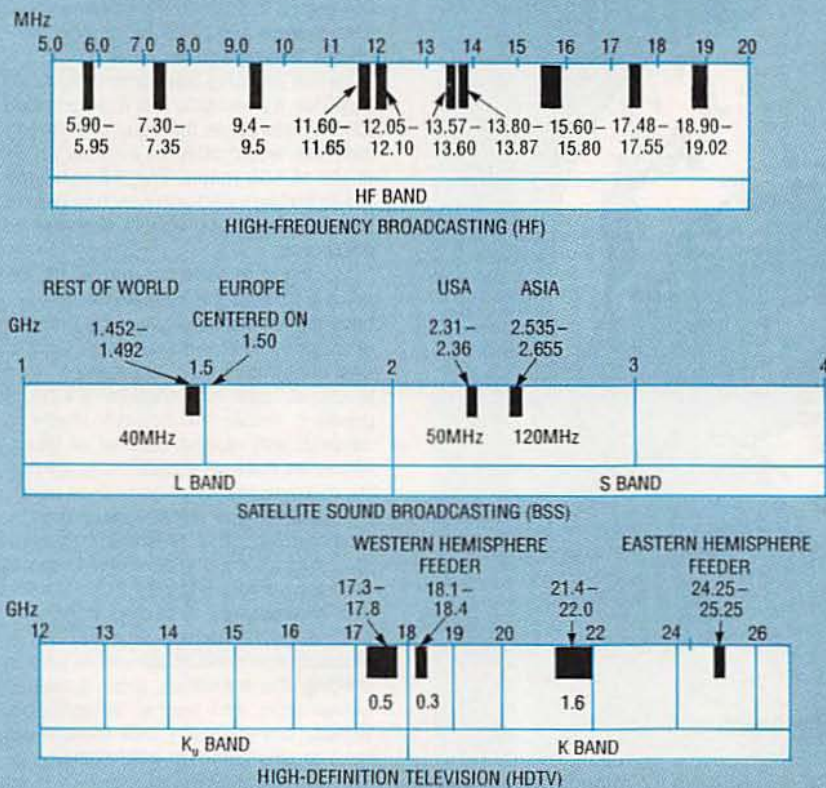 MHz
5.0 5.8 7.0 8.0 9.0 10 11 12 13 14 15 16 17 18 19 20
5.90– 7.30– 9.4– 11.60– 12.05– 13.57– 13.80– 15.60– 17.48– 18.90–
5.95 7.35 9.5 11.65 12.10 13.60 13.87 15.80 17.55 19.02
HF BAND
HIGH-FREQUENCY BROADCASTING (HF)
REST OF WORLD EUROPE USA ASIA
GHz 1.452– CENTERED ON 2.31– 2.535–
1.492 1.50 2.36 2.655
1 1.5 2 3 4
40MHz 50MHz 120MHz
L BAND S BAND
SATELLITE SOUND BROADCASTING (BSS)
WESTERN HEMISPHERE EASTERN HEMISPHERE
FEEDER FEEDER
17.3– 18.1– 21.4– 24.25–
GHz 17.8 18.4 22.0 25.25
12 13 14 15 16 17 18 19 20 22 24 26
0.5 0.3 1.6
Ku BAND K BAND
HIGH-DEFINITION TELEVISION (HDTV)